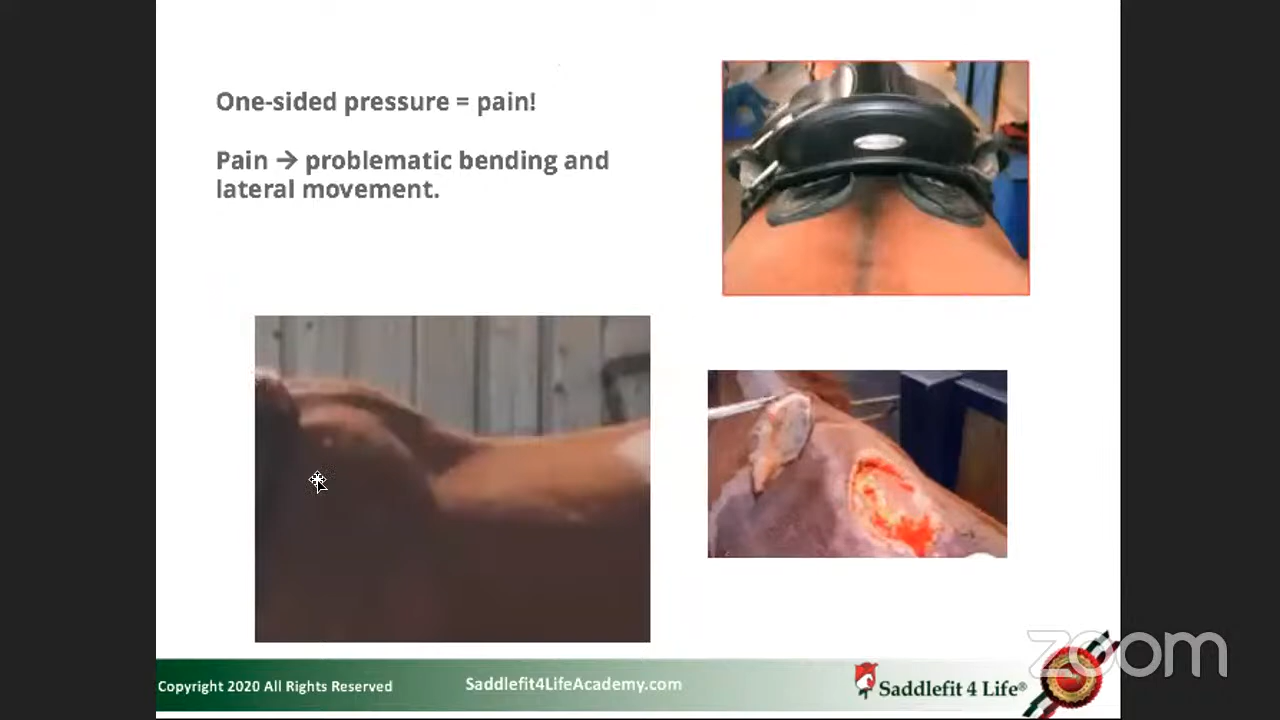 One-sided pressure = pain!
Pain → problematic bending and
lateral movement.
Copyright 2020 All Rights Reserved
Saddlefit4LifeAcademy.com
Saddlefit 4 Life®
zoom